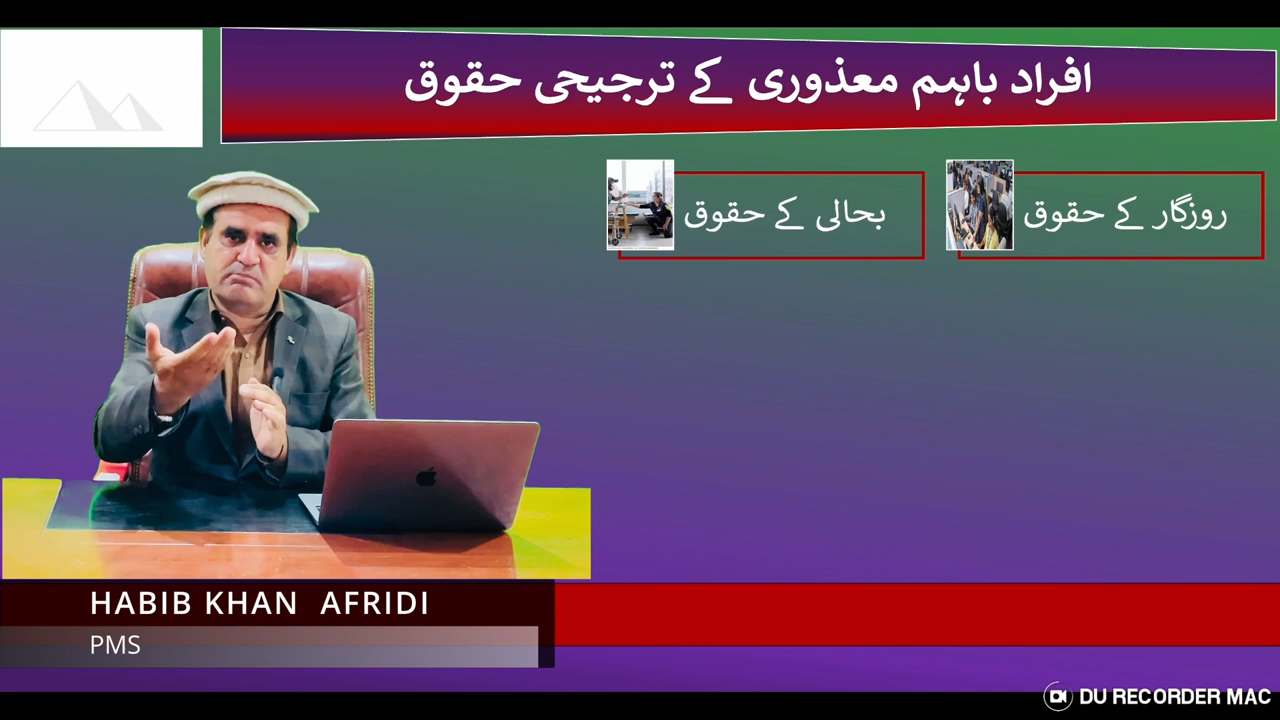 افراد باہم معذوری کے ترجیحی حقوق
روزگار کے حقوق
بحالی کے حقوق
HABIB KHAN AFRIDI
PMS
DU RECORDER MAC